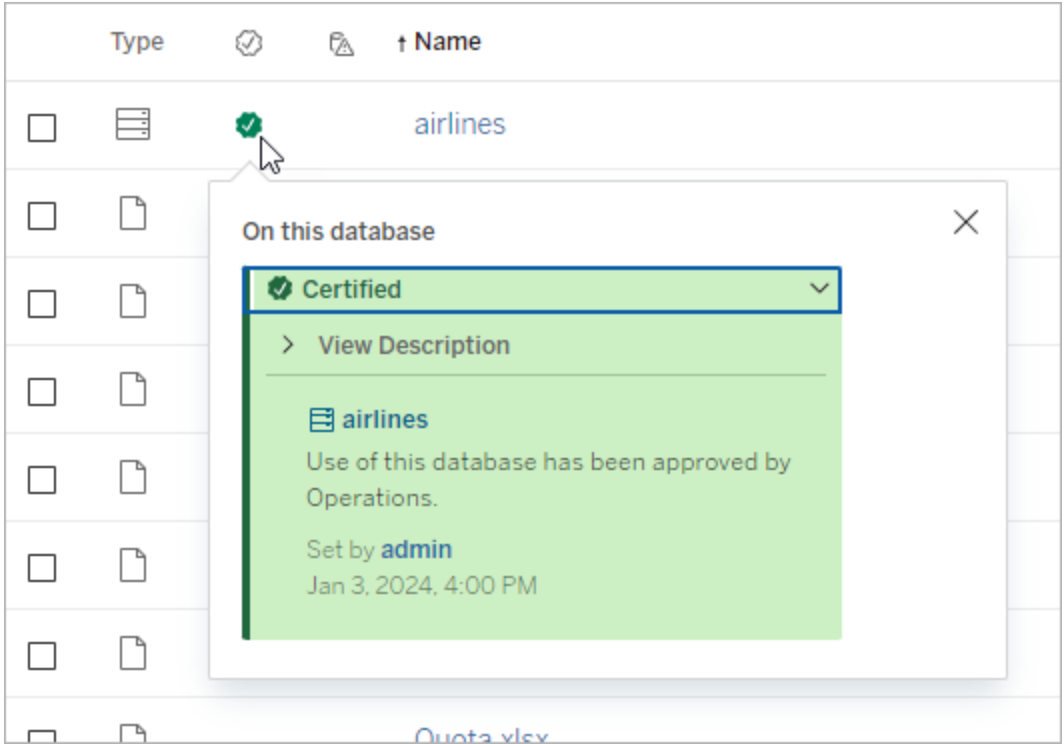 Type Name
airlines
On this database
Certified
View Description
airlines
Use of this database has been approved by
Operations.
Set by admin
Jan 3, 2024, 4:00 PM
Quota.xlsx